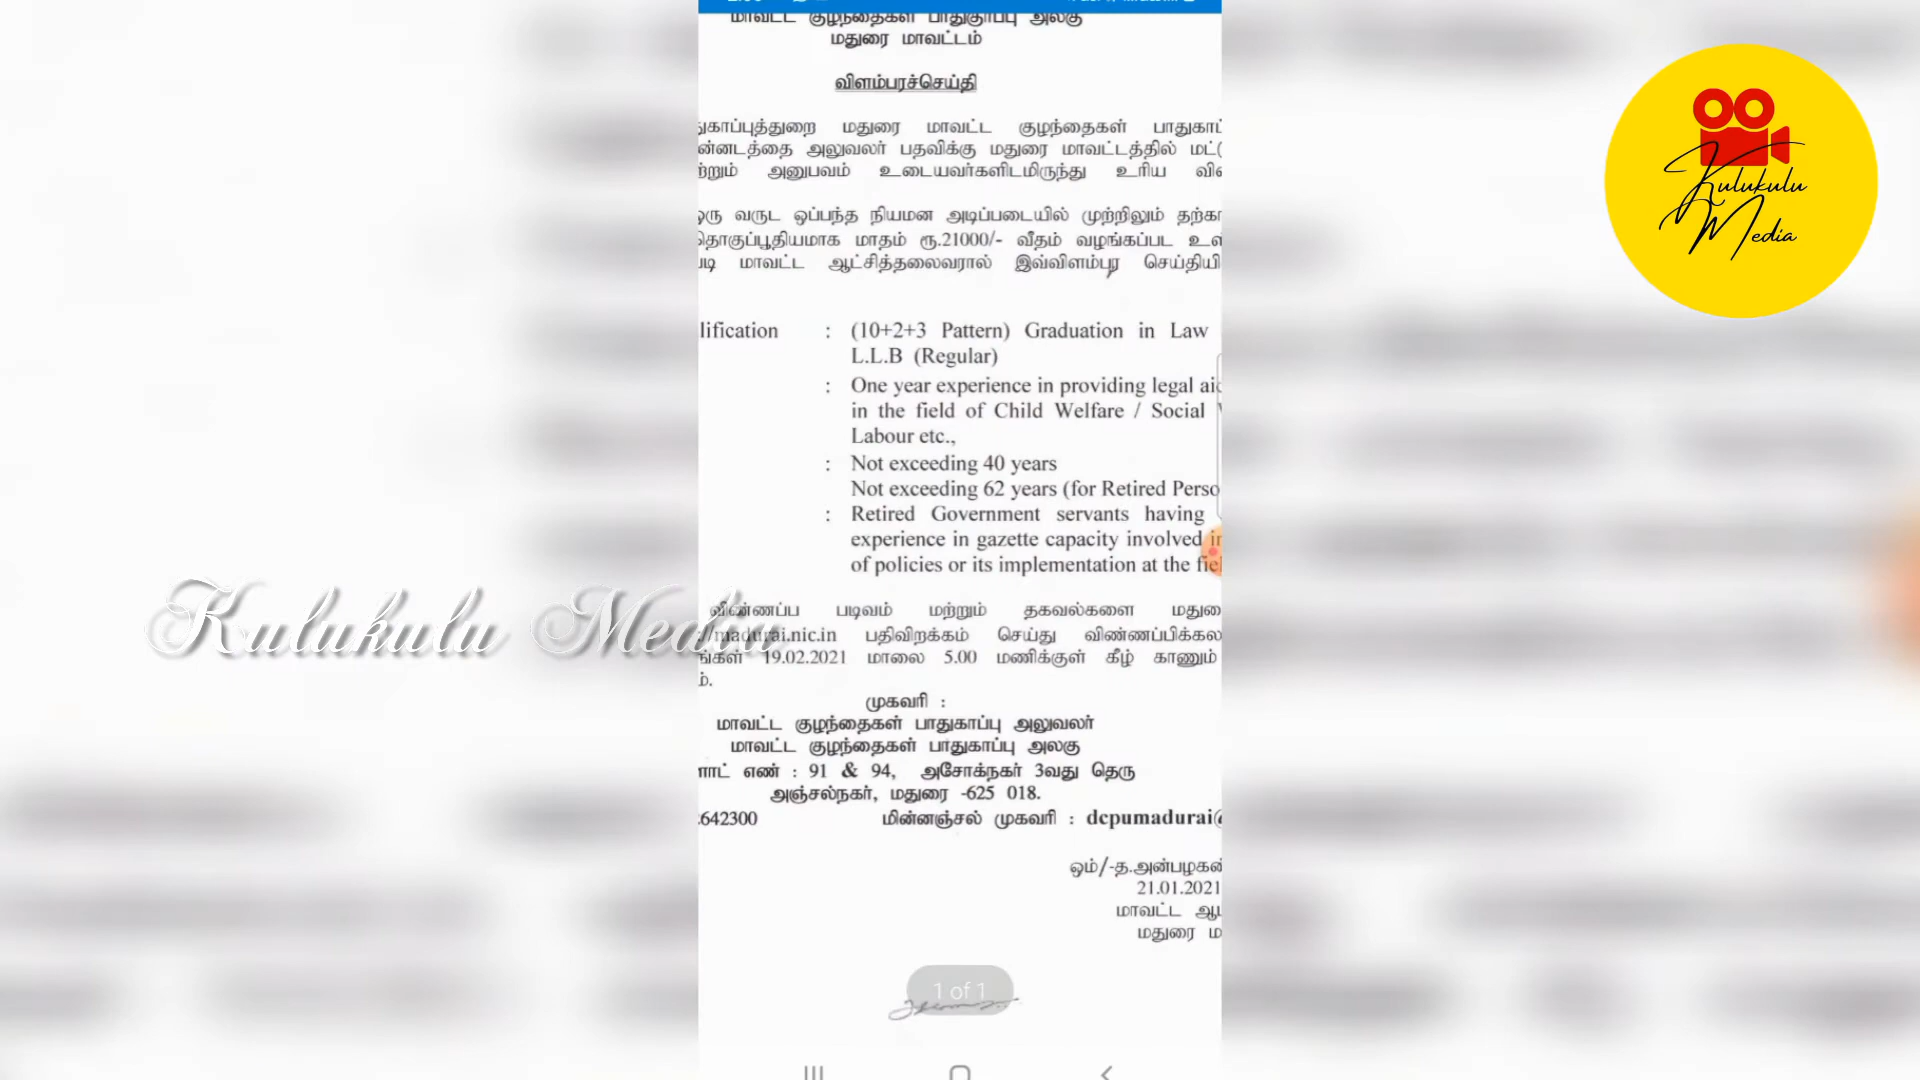 மாவட்ட குழந்தைகள் பாதுகாப்பு அலகு
மதுரை மாவட்டம்
விளம்பரச்செய்தி
மதுரை மாவட்ட குழந்தைகள்
அலுவலர் பதவிக்கு மதுரை மாவட்டத்தில்
அனுபவம் உடையவர்களிடமிருந்து உரிய
வருட ஒப்பந்த நியமன அடிப்படையில் முற்றிலும்
மாதம் ரூ.21000/- வீதம் வழங்கப்பட
மாவட்ட ஆட்சித்தலைவரால் இவ்விளம்பர
lification : (10+2+3 Pattern) Graduation in Law
L.L.B (Regular)
: One year experience in providing legal
in the field of Child Welfare / Social
Labour etc.,
: Not exceeding 40 years
Not exceeding 62 years (for Retired Perso
: Retired Government servants having
experience in gazette capacity involved
of policies or its implementation at the
விண்ணப்ப படிவம் மற்றும் தகவல்களை
//madurai.nic.in பதிவிறக்கம் செய்து
19.02.2021 மாலை 5.00 மணிக்குள் கீழ் காணும்
முகவரி :
மாவட்ட குழந்தைகள் பாதுகாப்பு அலுவலர்
மாவட்ட குழந்தைகள் பாதுகாப்பு அலகு
எண் : 91 & 94, அசோக்நகர் 3வது தெரு
அஞ்சல்நகர், மதுரை -625 018.
642300 மின்னஞ்சல் முகவரி : dcpumadurai@
ஒம்/-த.அன்பழகன்
21.01.2021
மாவட்ட
மதுரை
1 of 1
Kulukulu Media
Kulukulu
Media